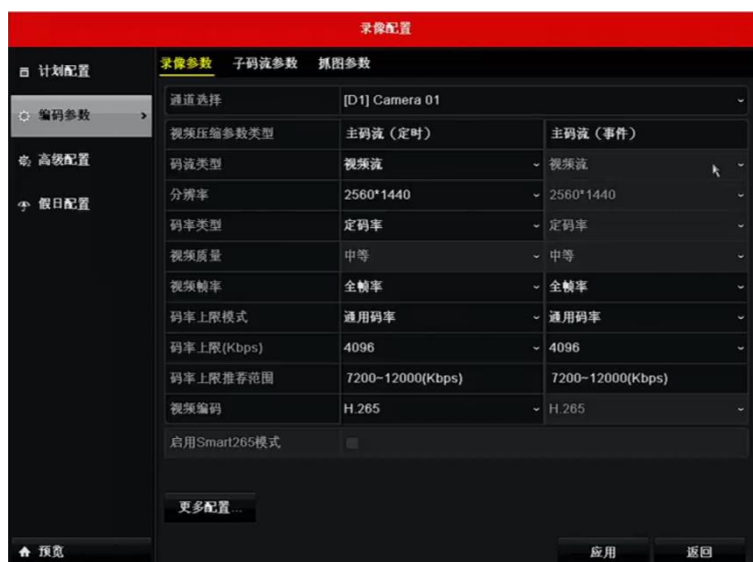 录像配置
计划配置
编码参数
高级配置
假日配置
预览
录像参数 子码流参数 抓图参数
通道选择 [D1] Camera 01
视频压缩参数类型 主码流（定时） 主码流（事件）
码流类型 视频流 视频流
分辨率 2560*1440 2560*1440
码率类型 定码率 定码率
视频质量 中等 中等
视频帧率 全帧率 全帧率
码率上限模式 通用码率 通用码率
码率上限(Kbps) 4096 4096
码率上限推荐范围 7200~12000(Kbps) 7200~12000(Kbps)
视频编码 H.265 H.265
启用Smart265模式
更多配置...
应用 返回